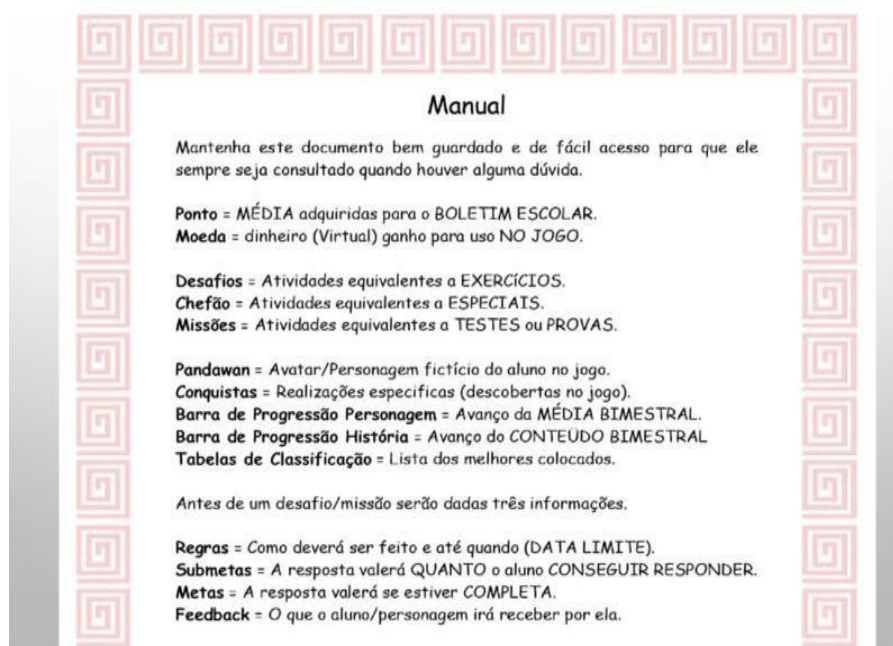 Manual
Mantenha este documento bem guardado e de fácil acesso para que ele
sempre seja consultado quando houver alguma dúvida.
Ponto = MÉDIA adquiridas para o BOLETIM ESCOLAR.
Moeda = dinheiro (Virtual) ganho para uso NO JOGO.
Desafios = Atividades equivalentes a EXERCíCIOS.
Chefão = Atividades equivalentes a ESPECIAIS.
Missões = Atividades equivalentes a TESTES ou PROVAS.
Pandawan = Avatar/Personagem fictício do aluno no jogo.
Conquistas = Realizações especificas (descobertas no jogo).
Barra de Progressão Personagem = Avanço da MÉDIA BIMESTRAL.
Barra de Progressão História = Avanço do CONTEÚDO BIMESTRAL
Tabelas de Classificação = Lista dos melhores colocados.
Antes de um desafio/missão serão dadas três informações.
Regras = Como deverá ser feito e até quando (DATA LIMITE).
Submetas = A resposta valerá QUANTO o aluno CONSEGUIR RESPONDER.
Metas = A resposta valerá se estiver COMPLETA.
Feedback = O que o aluno/personagem irá receber por ela.